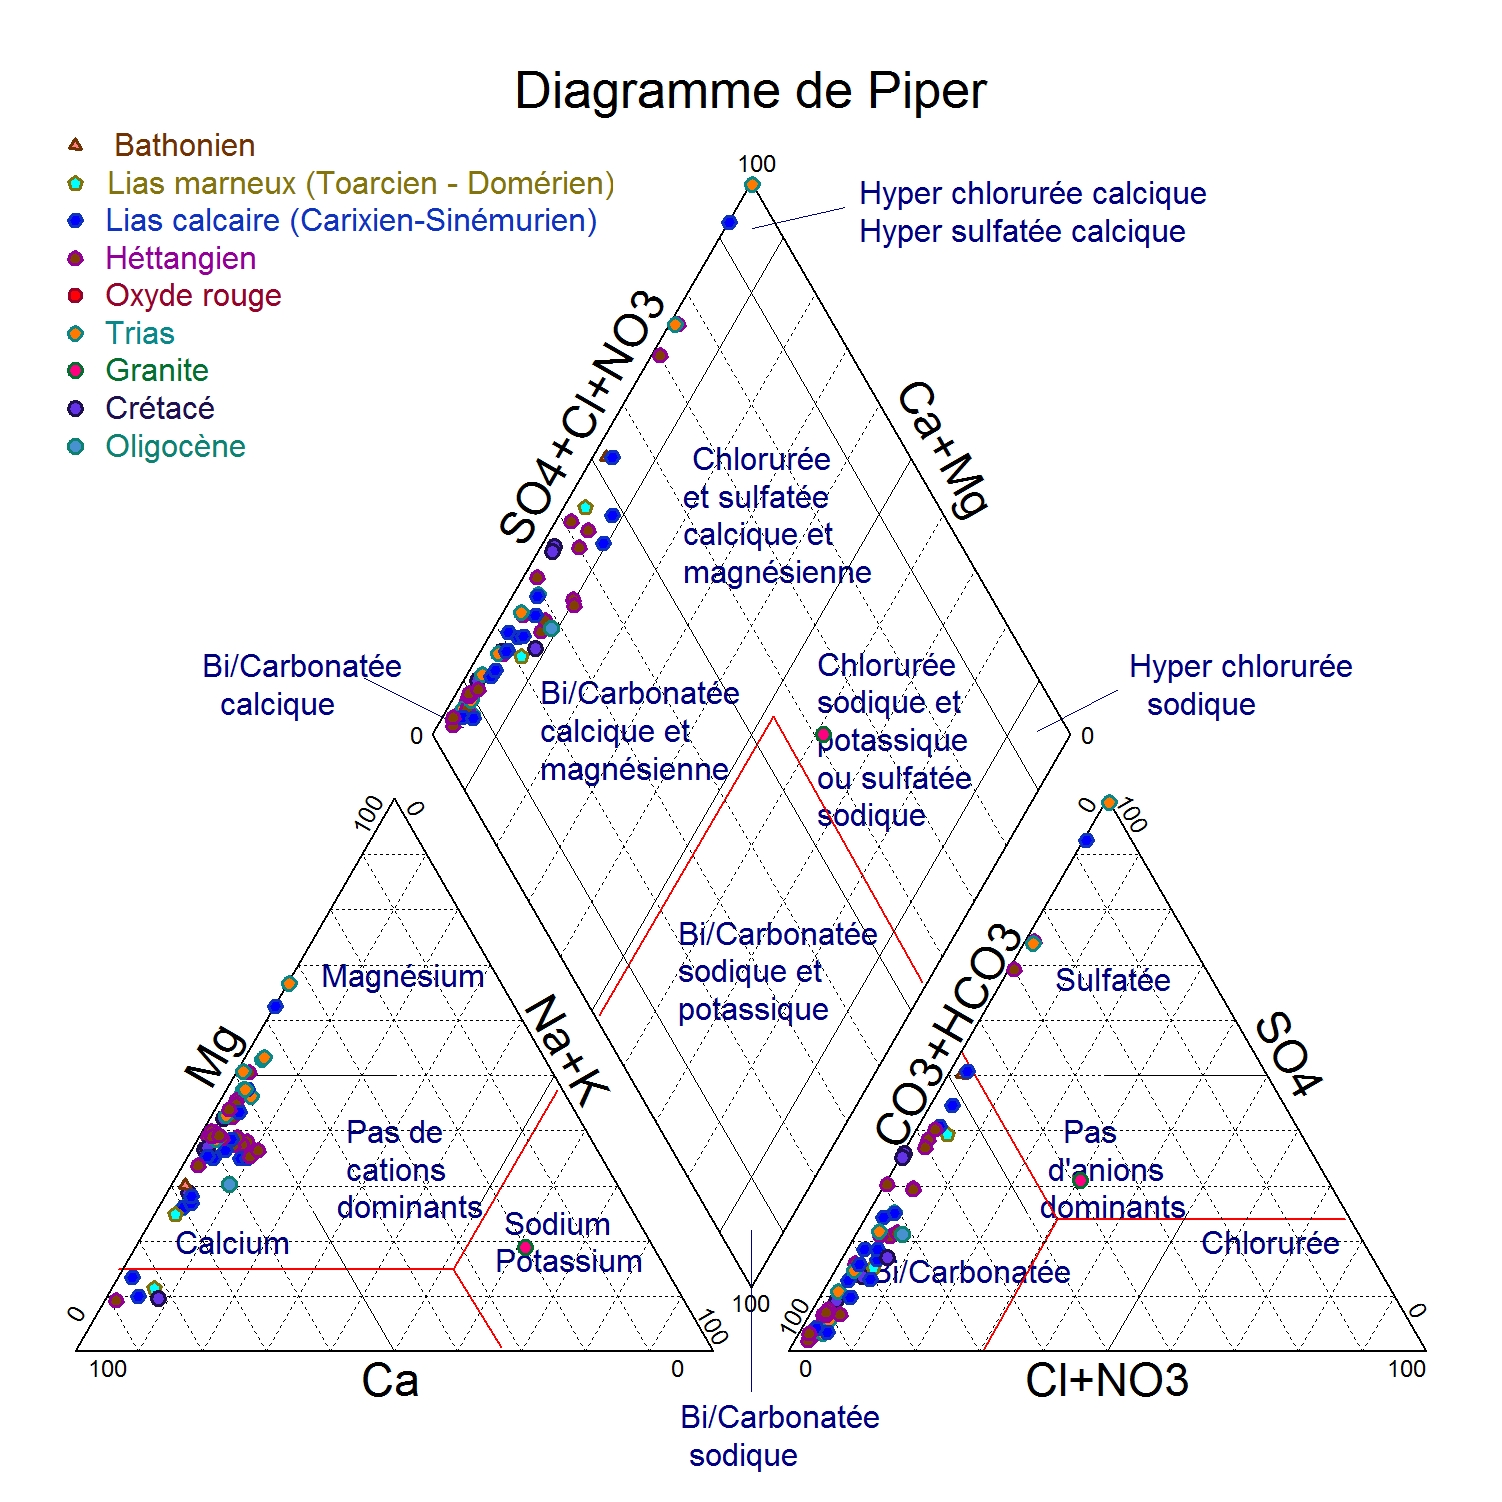 Diagramme de Piper
Bathonien
Lias marneux (Toarcien - Domérien)
Lias calcaire (Carixien-Sinémurien)
Héttangien
Oxyde rouge
Trias
Granite
Crétacé
Oligocène
100
Hyper chlorurée calcique
Hyper sulfatée calcique
SO4+Cl+NO3
Ca+Mg
Chlorurée
et sulfatée
calcique et
magnésienne
Bi/Carbonatée
calcique
Bi/Carbonatée
calcique et
magnésienne
Chlorurée
sodique et
potassique
ou sulfatée
sodique
Hyper chlorurée
sodique
0
0
Bi/Carbonatée
sodique et
potassique
100
Bi/Carbonatée
sodique
100
0
Mg
Na+K
Magnésium
Pas de
cations
dominants
Calcium
Sodium
Potassium
0
100
100
0
Ca
0
100
CO3+HCO3
SO4
Sulfatée
Pas
d'anions
dominants
Chlorurée
Bi/Carbonatée
100
0
0
100
Cl+NO3